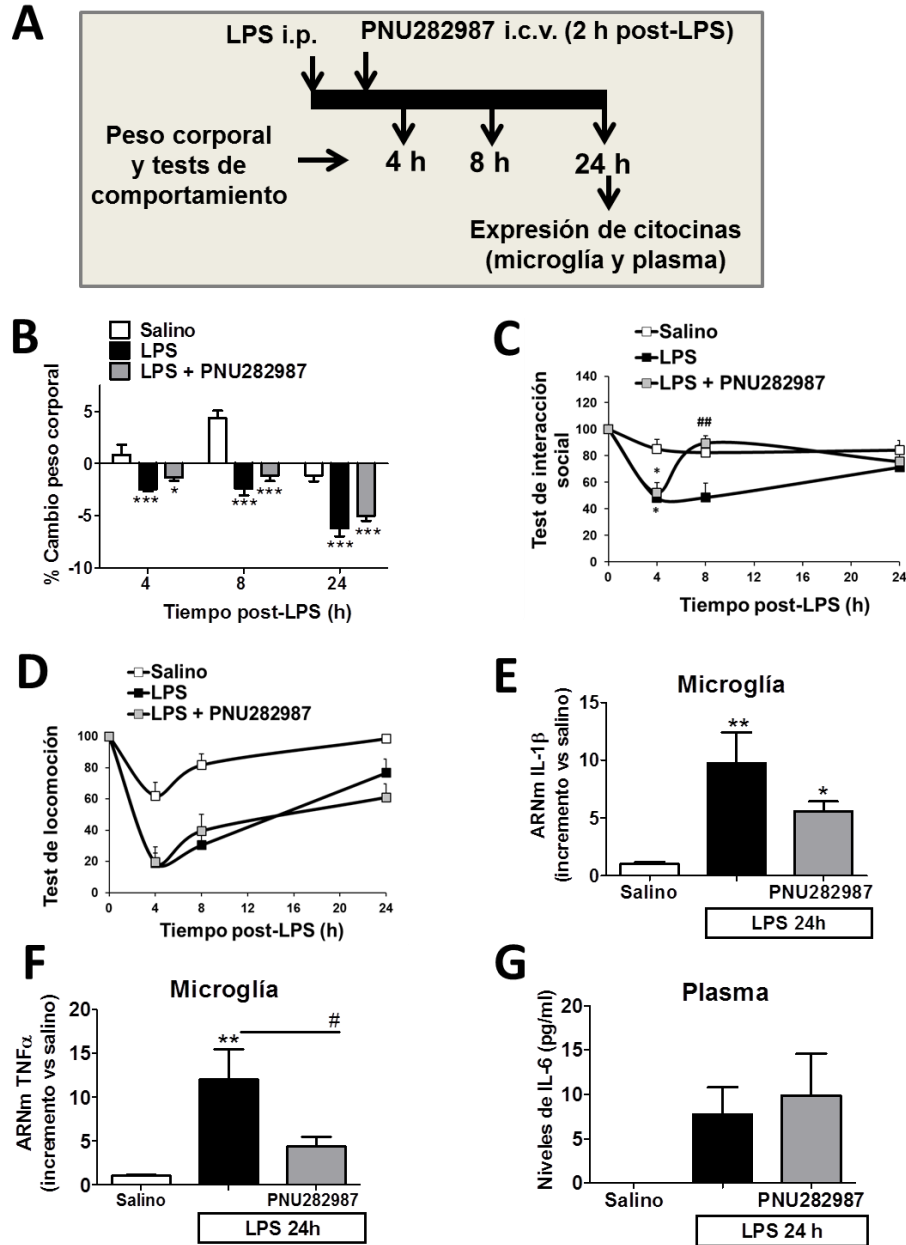 A
LPS i.p.
PNU282987 i.c.v. (2 h post-LPS)
Peso corporal
y tests de
comportamiento
4 h
8 h
24 h
Expresión de citocinas
(microglía y plasma)
B
Salino
LPS
LPS + PNU282987
% Cambio peso corporal
5
0
-5
-10
***
*
***
***
***
***
4
8
24
Tiempo post-LPS (h)
C
Salino
LPS
LPS + PNU282987
Test de interacción
social
140
120
100
80
60
40
20
0
##
*
*
0
4
8
12
16
20
24
Tiempo post-LPS (h)
D
Salino
LPS
LPS + PNU282987
Test de locomoción
100
80
60
40
20
0
0
4
8
12
16
20
24
Tiempo post-LPS (h)
E
Microglía
ARNm IL-1β
(incremento vs salino)
15
10
5
0
**
*
Salino
PNU282987
LPS 24h
F
Microglía
ARNm TNFα
(incremento vs salino)
20
15
10
5
0
**
#
Salino
PNU282987
LPS 24h
G
Plasma
Niveles de IL-6 (pg/ml)
20
15
10
5
0
Salino
PNU282987
LPS 24 h